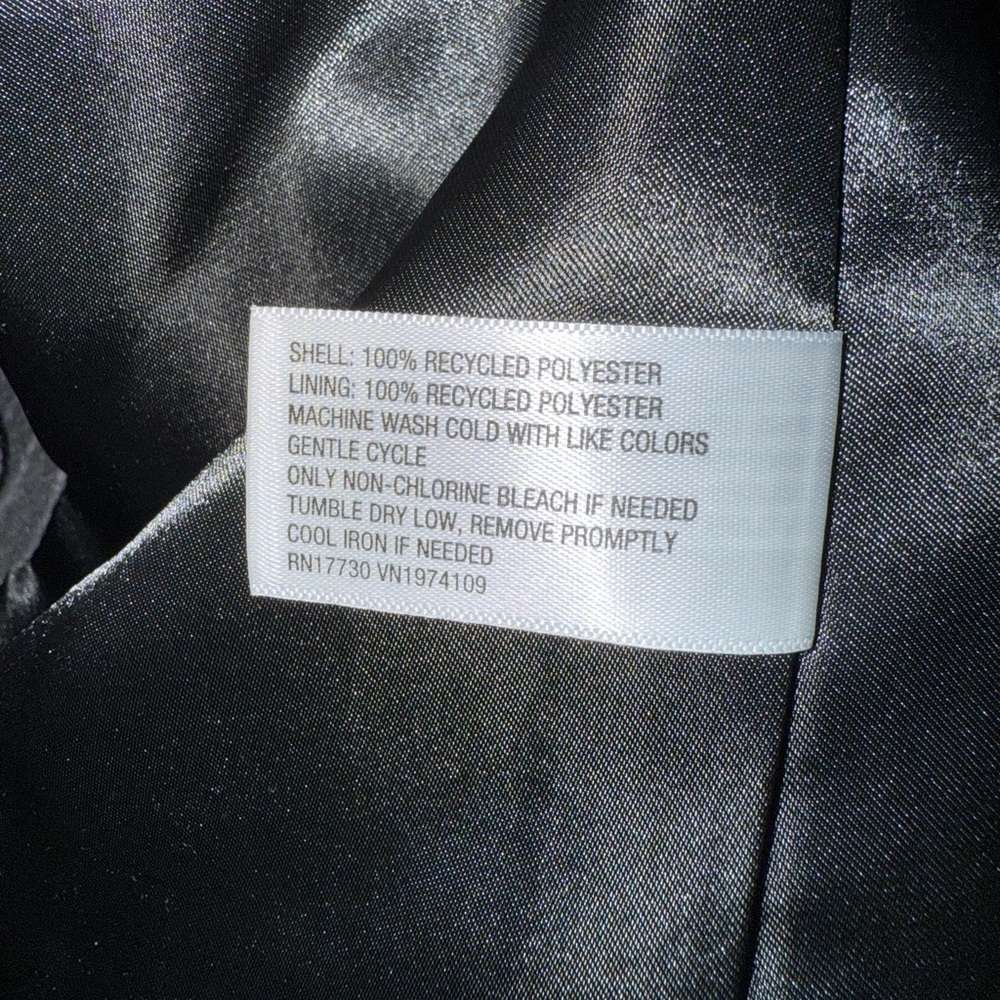 SHELL: 100% RECYCLED POLYESTER
LINING: 100% RECYCLED POLYESTER
MACHINE WASH COLD WITH LIKE COLORS
GENTLE CYCLE
ONLY NON-CHLORINE BLEACH IF NEEDED
TUMBLE DRY LOW, REMOVE PROMPTLY
COOL IRON IF NEEDED
RN17730 VN1974109